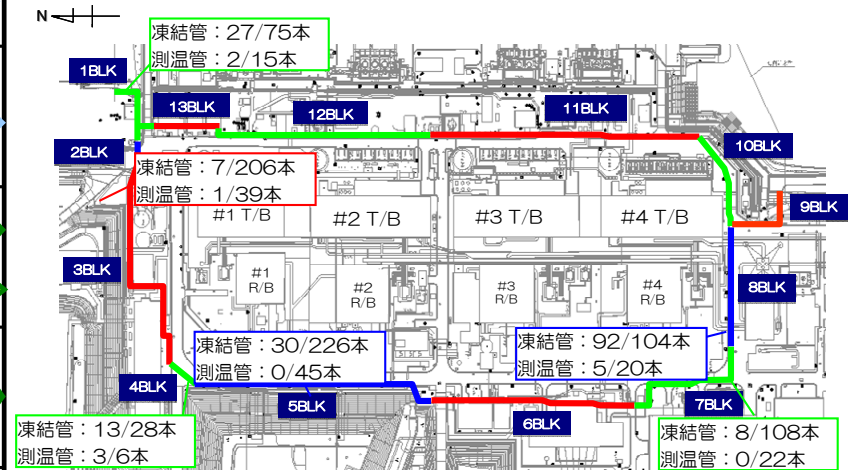 N
凍結管：27/75本
測温管：2/15本
1BLK
13BLK
12BLK
11BLK
2BLK
10BLK
凍結管：7/206本
測温管：1/39本
9BLK
#1 T/B
#2 T/B
#3 T/B
#4 T/B
3BLK
#1
R/B
#2
R/B
#3
R/B
#4
R/B
8BLK
凍結管：30/226本
測温管：0/45本
凍結管：92/104本
測温管：5/20本
4BLK
5BLK
7BLK
6BLK
凍結管：13/28本
測温管：3/6本
凍結管：8/108本
測温管：0/22本